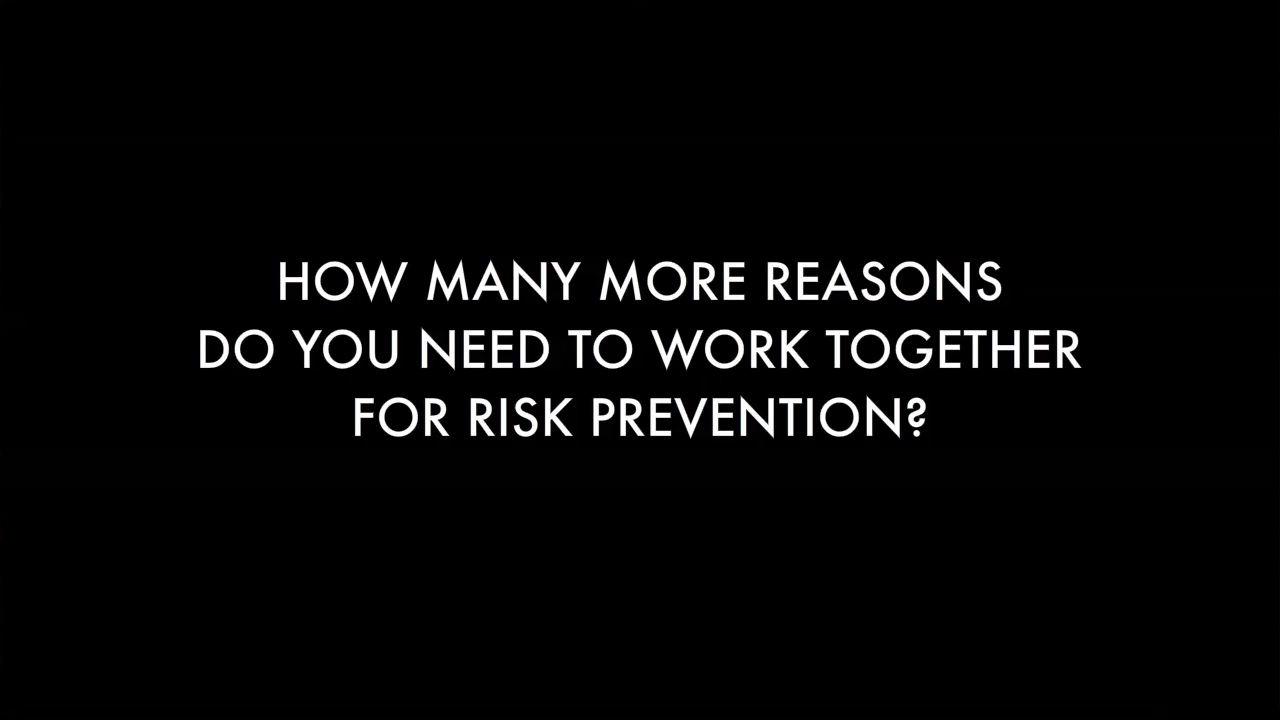 HOW MANY MORE REASONS
DO YOU NEED TO WORK TOGETHER
FOR RISK PREVENTION?